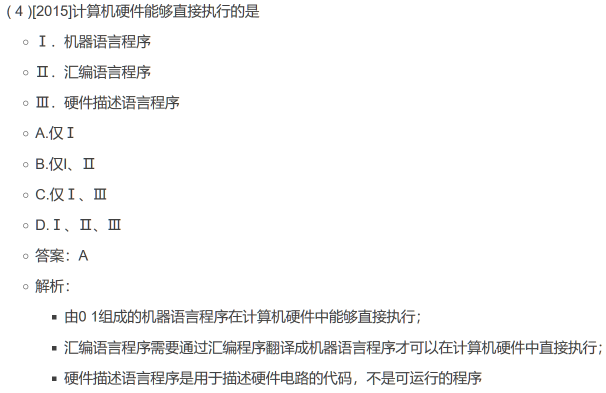 ( 4 )[2015]计算机硬件能够直接执行的是
Ⅰ．机器语言程序
Ⅱ．汇编语言程序
Ⅲ．硬件描述语言程序
A.仅Ⅰ
B.仅I、Ⅱ
C.仅Ⅰ、Ⅲ
D.Ⅰ、Ⅱ、Ⅲ
答案：A
解析：
由0 1组成的机器语言程序在计算机硬件中能够直接执行；
汇编语言程序需要通过汇编程序翻译成机器语言程序才可以在计算机硬件中直接执行；
硬件描述语言程序是用于描述硬件电路的代码，不是可运行的程序